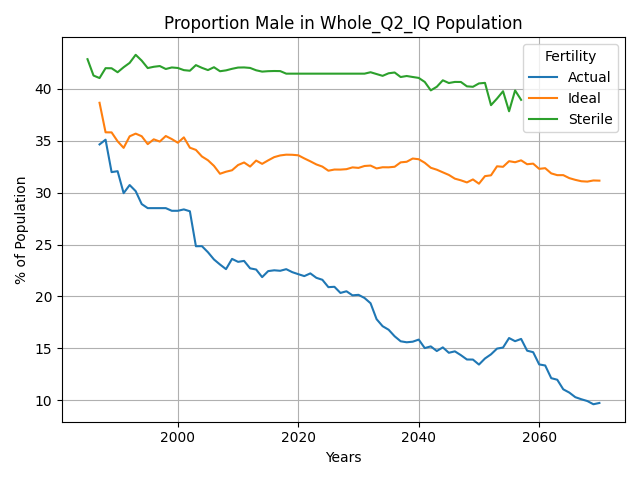 Proportion Male in Whole_Q2_IQ Population
Fertility
Actual
Ideal
Sterile
% of Population
40
35
30
25
20
15
10
2000 2020 2040 2060
Years